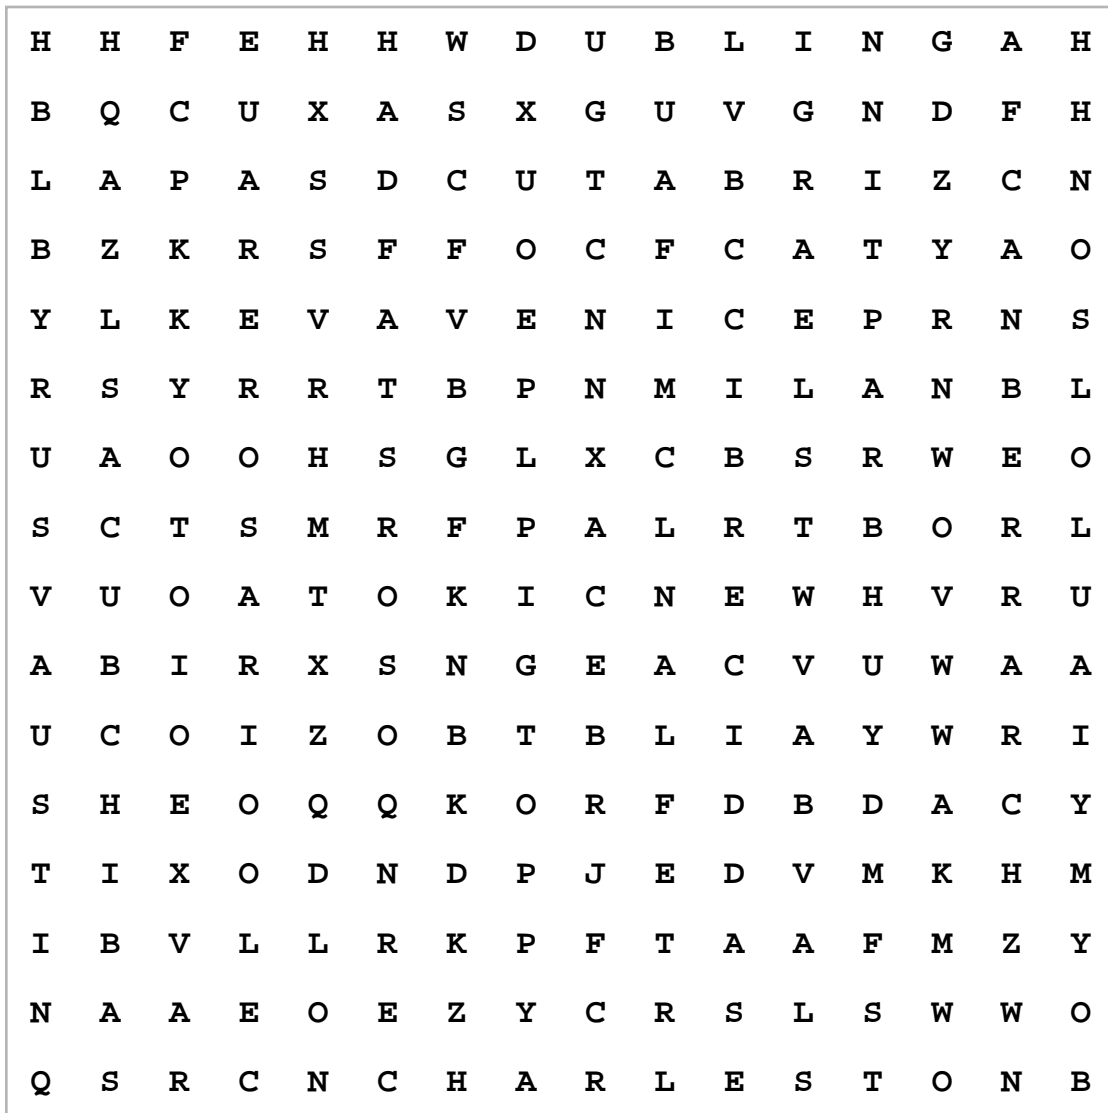 H H F E H H W D U B L I N G A H
B Q C U X A S X G U V G N D F H
L A P A S D C U T A B R I Z C N
B Z K R S F F O C F C A T Y A O
Y L K E V A V E N I C E P R N S
R S Y R R T B P N M I L A N B L
U A O O H S G L X C B S R W E O
S C T S M R F P A L R T B O R L
V U O A T O K I C N E W H V R U
A B I R X S N G E A C V U W A A
U C O I Z O B T B L I A Y W R I
S H E O Q Q K O R F D B D A C Y
T I X O D N D P J E D V M K H M
I B V L L R K P F T A A F M Z Y
N A A E O E Z Y C R S L S W W O
Q S R C N C H A R L E S T O N B